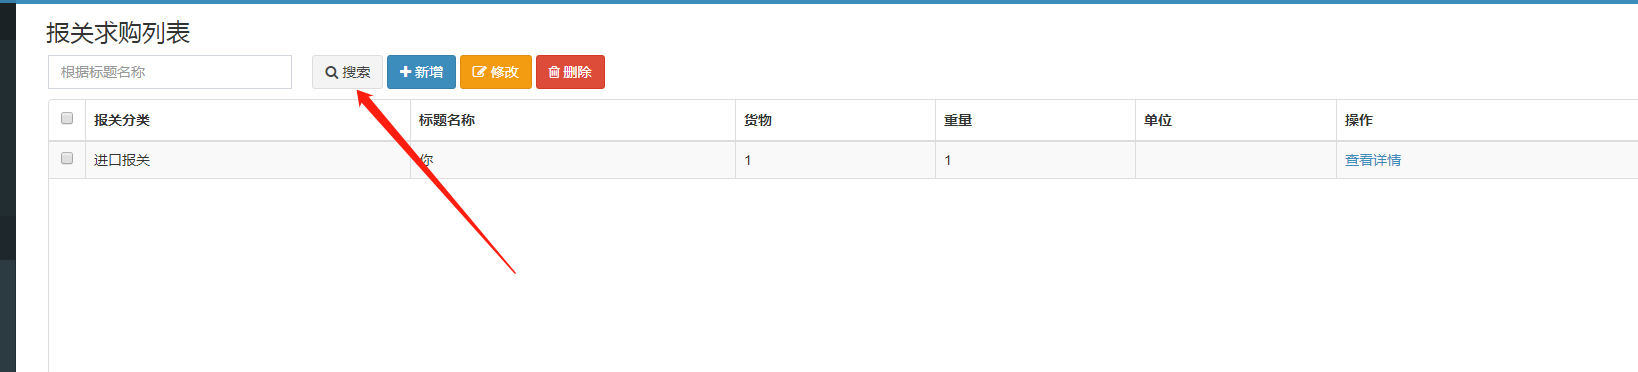 报关求购列表
根据标题名称 搜索 新增 修改 删除
报关分类 标题名称 货物 重量 单位 操作
进口报关 你 1 1 查看详情